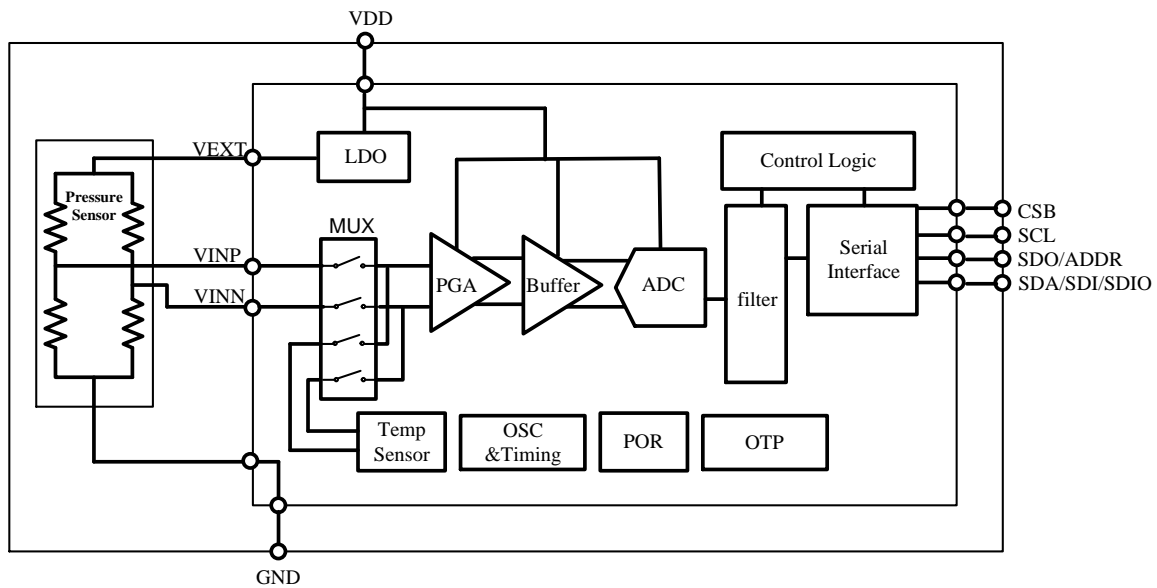 VDD
VEXT
LDO
Control Logic
Pressure
Sensor
MUX
CSB
SCL
SDO/ADDR
SDA/SDI/SDIO
VINP
VINN
PGA
Buffer
ADC
filter
Serial
Interface
Temp
Sensor
OSC
&Timing
POR
OTP
GND